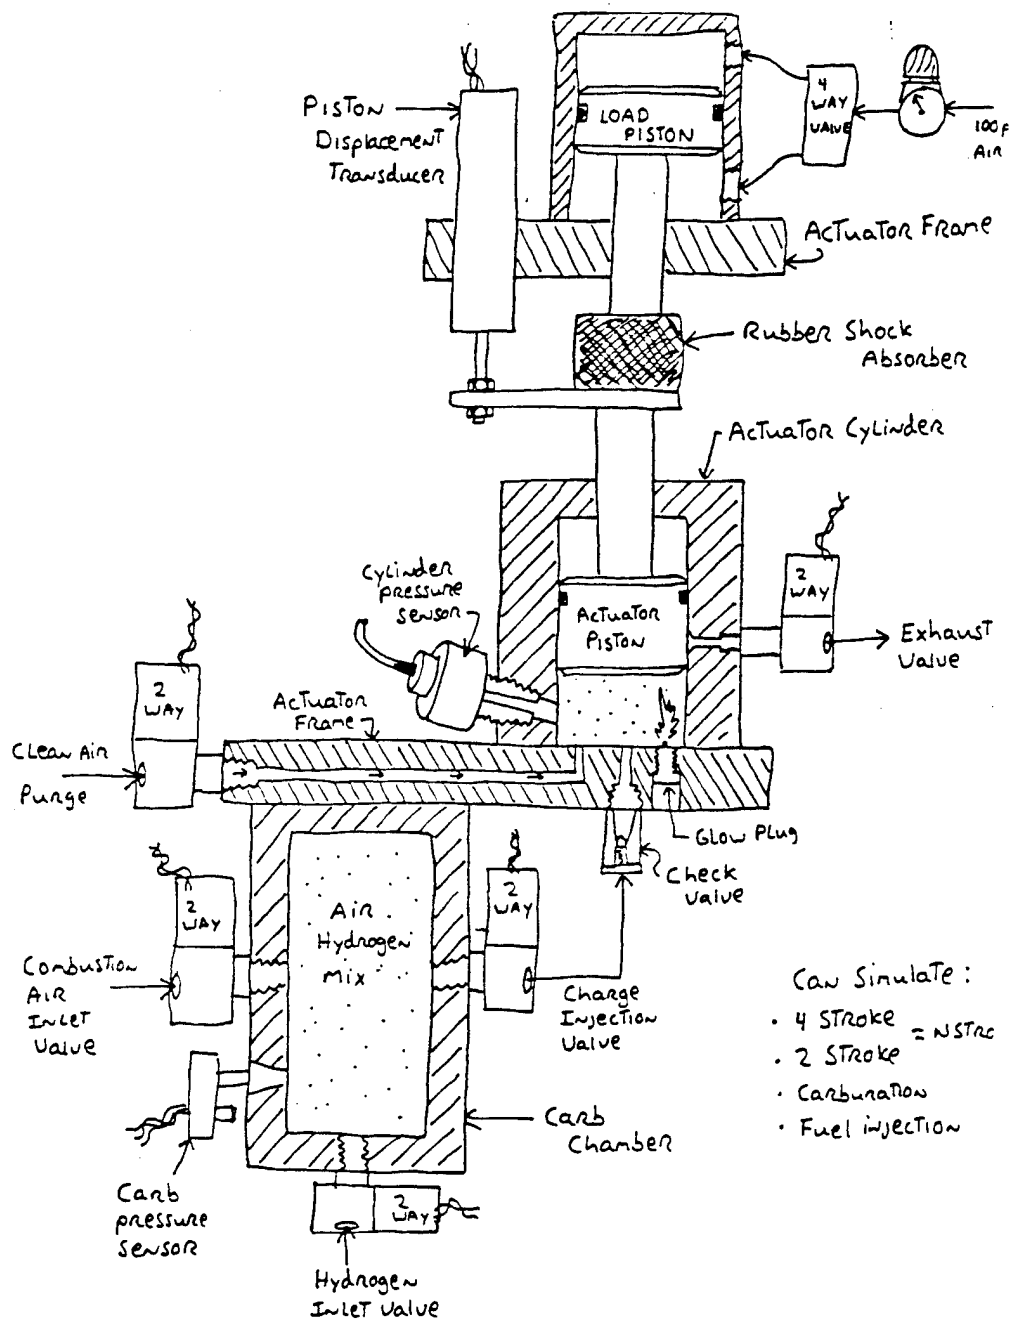 Piston
Displacement
Transducer
LOAD
PISTON
4
WAY
VALVE
AIR
Actuator Frame
Rubber Shock
Absorber
Actuator Cylinder
Cylinder
pressure
sensor
2
WAY
Actuator
Piston
Exhaust
Valve
2
WAY
Actuator
Frame
Clean Air
Purge
Glow Plug
Check
Valve
2
WAY
Air
Hydrogen
Mix
2
WAY
Combustion
Air
Inlet
Valve
Charge
Injection
Valve
Can Simulate:
• 4 STROKE
• 2 STROKE
= NSTRO
• Carburation
• Fuel injection
Carb
Chamber
Carb
pressure
sensor
2
WAY
Hydrogen
Inlet Valve